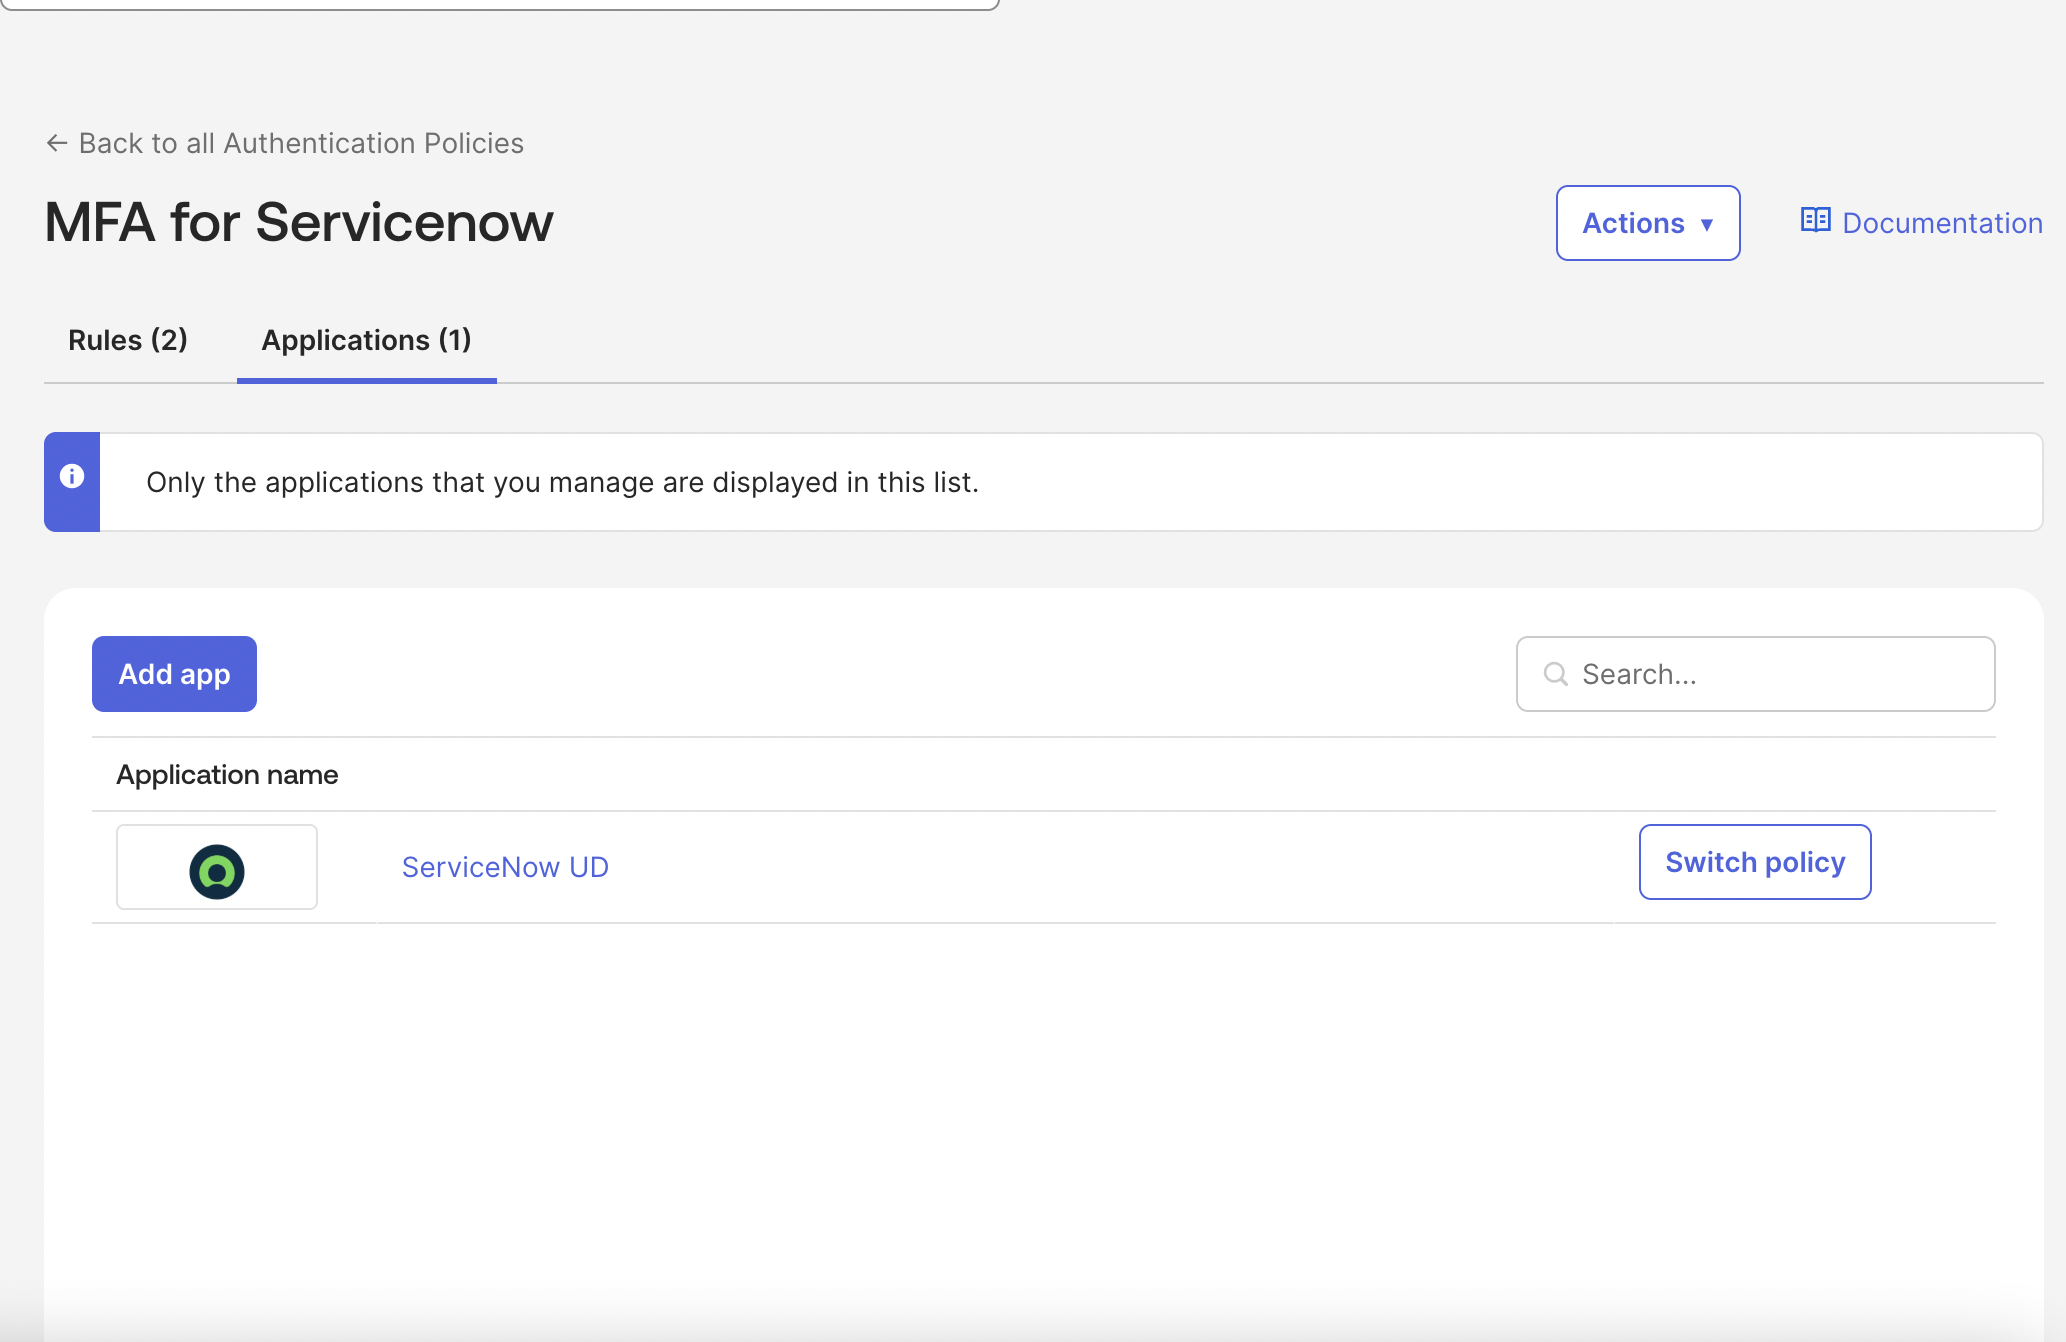 ← Back to all Authentication Policies
MFA for Servicenow
Actions ▼
Documentation
Rules (2)
Applications (1)
Only the applications that you manage are displayed in this list.
Add app
Search...
Application name
ServiceNow UD
Switch policy